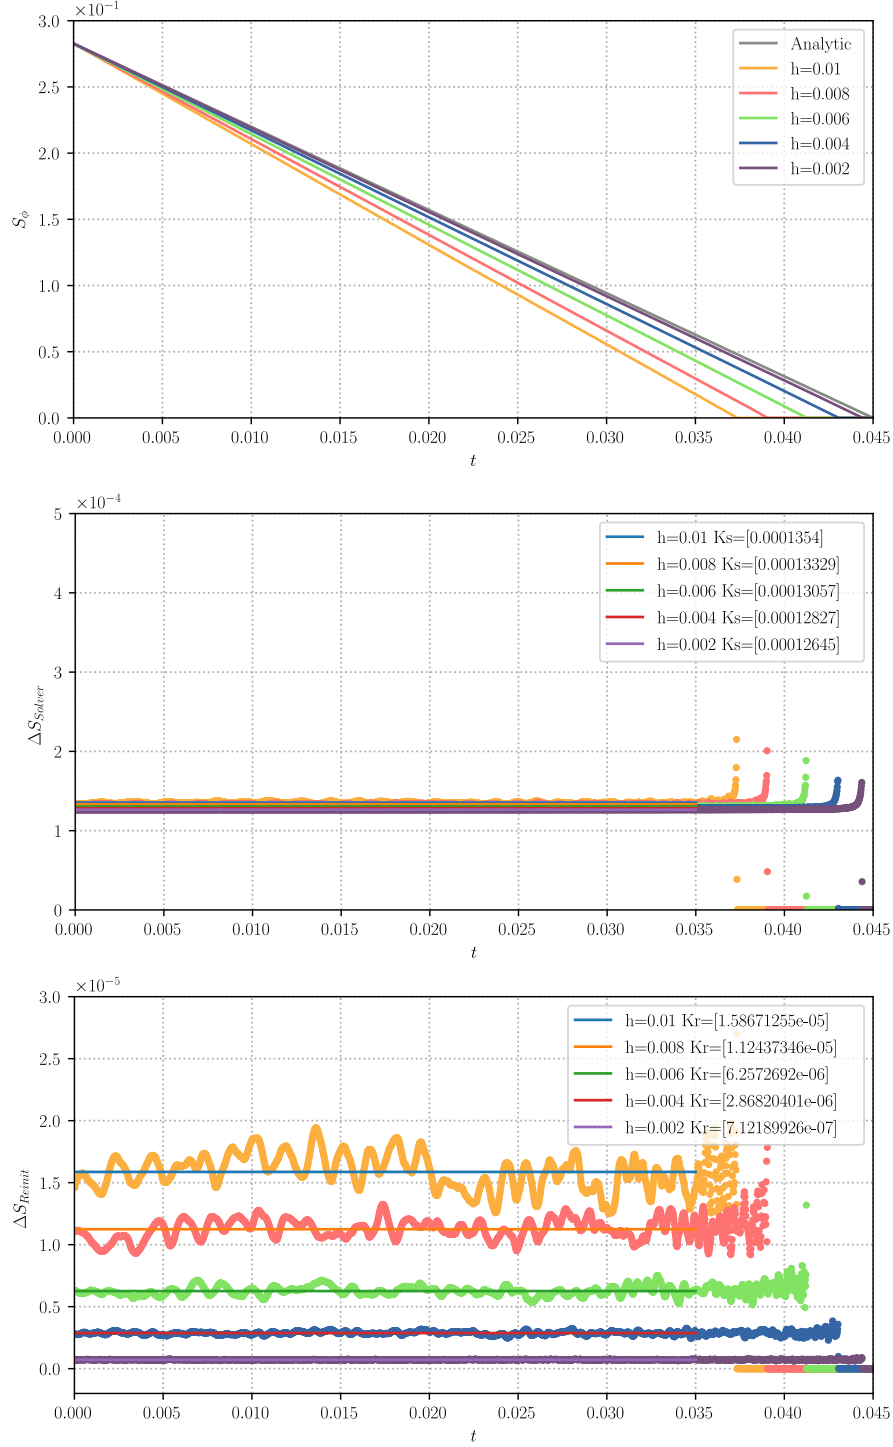 ×10⁻¹
3.0
2.5
2.0
1.5
1.0
0.5
0.0
S_ϕ
Analytic
h=0.01
h=0.008
h=0.006
h=0.004
h=0.002
0.000 0.005 0.010 0.015 0.020 0.025 0.030 0.035 0.040 0.045
t
×10⁻⁴
5
4
3
2
1
0
ΔS_Solver
h=0.01 Ks=[0.0001354]
h=0.008 Ks=[0.00013329]
h=0.006 Ks=[0.00013057]
h=0.004 Ks=[0.00012827]
h=0.002 Ks=[0.00012645]
0.000 0.005 0.010 0.015 0.020 0.025 0.030 0.035 0.040 0.045
t
×10⁻⁵
3.0
2.5
2.0
1.5
1.0
0.5
0.0
ΔS_Reinit
h=0.01 Kr=[1.58671255e-05]
h=0.008 Kr=[1.12437346e-05]
h=0.006 Kr=[6.2572692e-06]
h=0.004 Kr=[2.86820401e-06]
h=0.002 Kr=[7.12189926e-07]
0.000 0.005 0.010 0.015 0.020 0.025 0.030 0.035 0.040 0.045
t